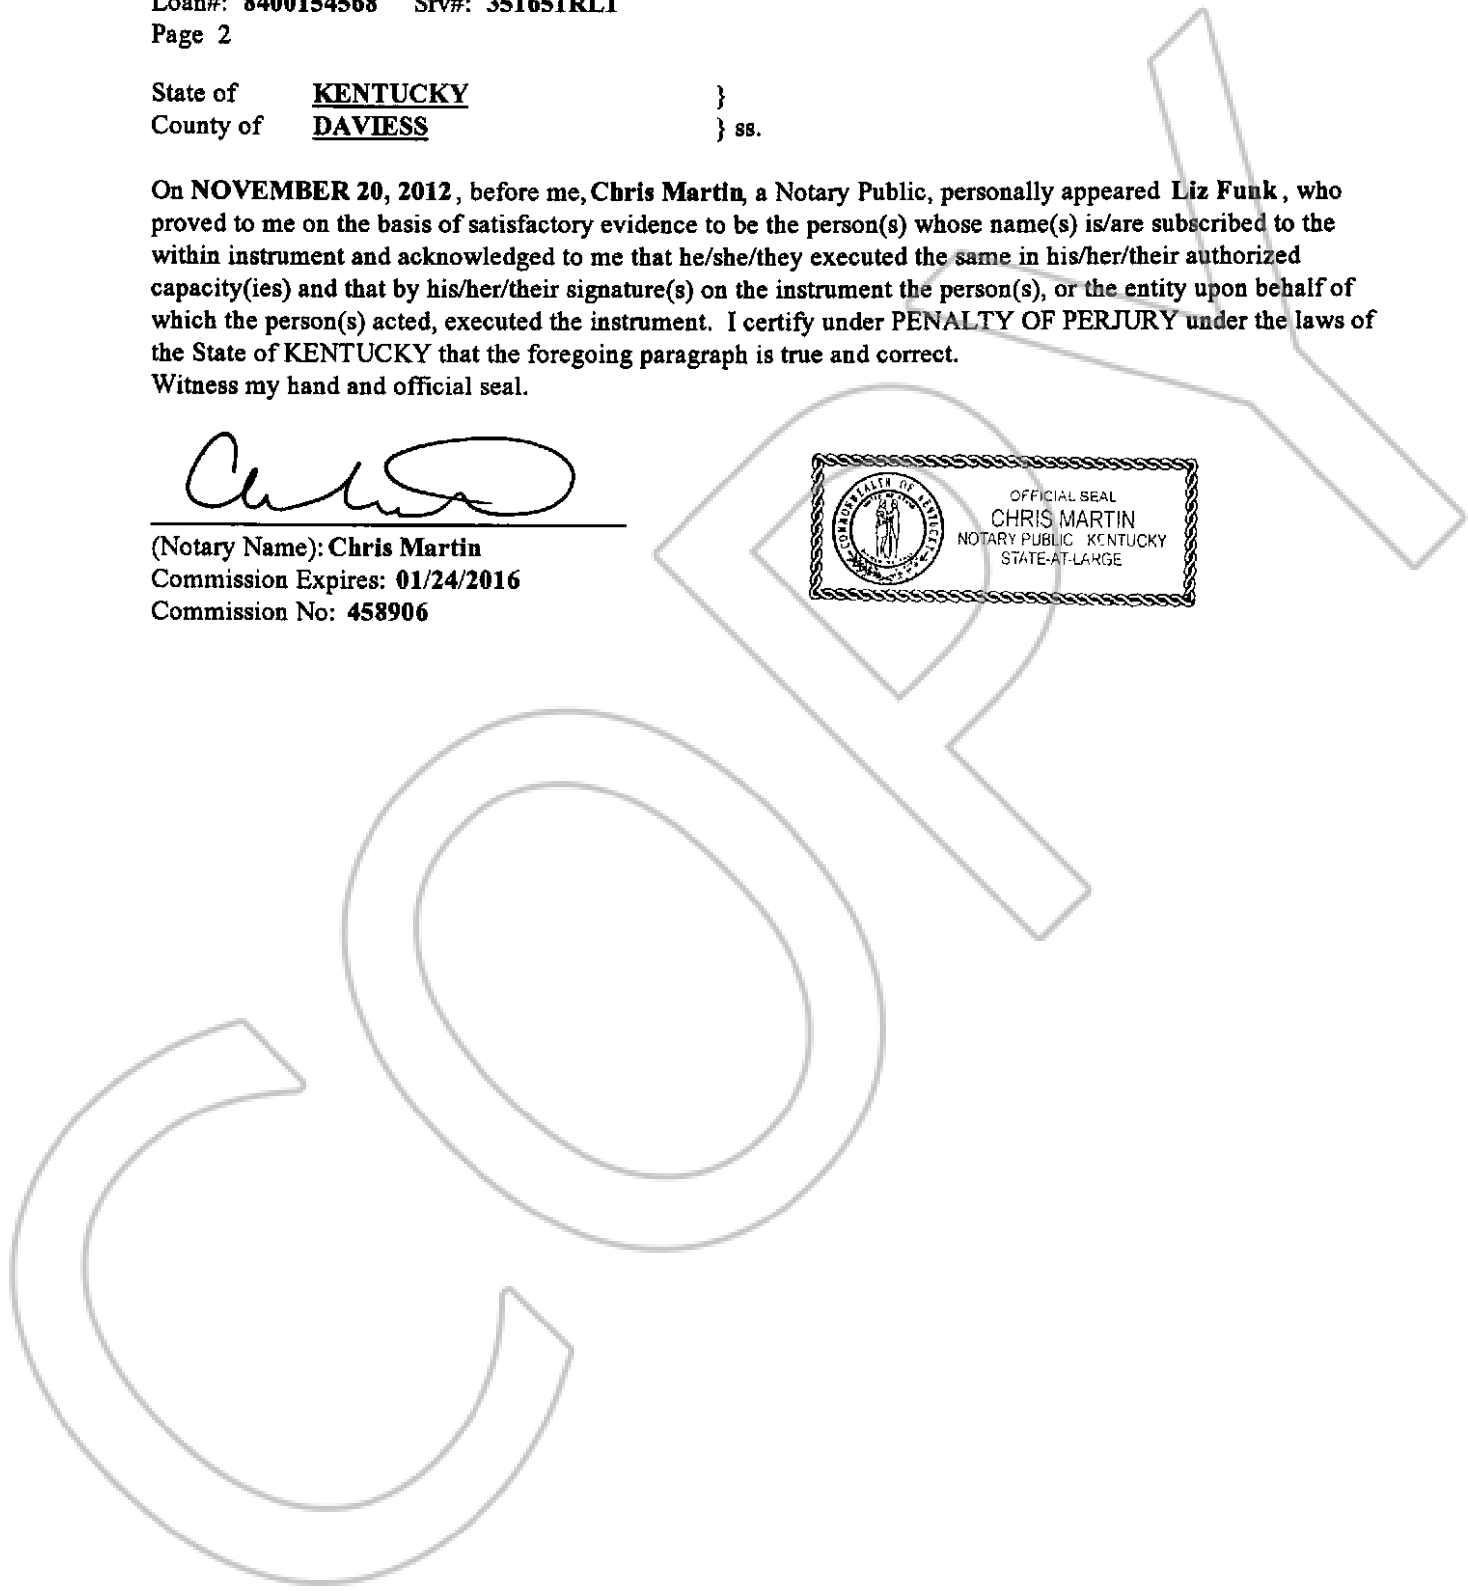 Loan#: 8400154568 Srv#: 351651RL1
Page 2
State of KENTUCKY }
County of DAVIESS } ss.
On NOVEMBER 20, 2012, before me, Chris Martin, a Notary Public, personally appeared Liz Funk, who
proved to me on the basis of satisfactory evidence to be the person(s) whose name(s) is/are subscribed to the
within instrument and acknowledged to me that he/she/they executed the same in his/her/their authorized
capacity(ies) and that by his/her/their signature(s) on the instrument the person(s), or the entity upon behalf of
which the person(s) acted, executed the instrument. I certify under PENALTY OF PERJURY under the laws of
the State of KENTUCKY that the foregoing paragraph is true and correct.
Witness my hand and official seal.
(Notary Name): Chris Martin
Commission Expires: 01/24/2016
Commission No: 458906
COMMONWEALTH OF KENTUCKY
OFFICIAL SEAL
CHRIS MARTIN
NOTARY PUBLIC KENTUCKY
STATE-AT-LARGE
COPY